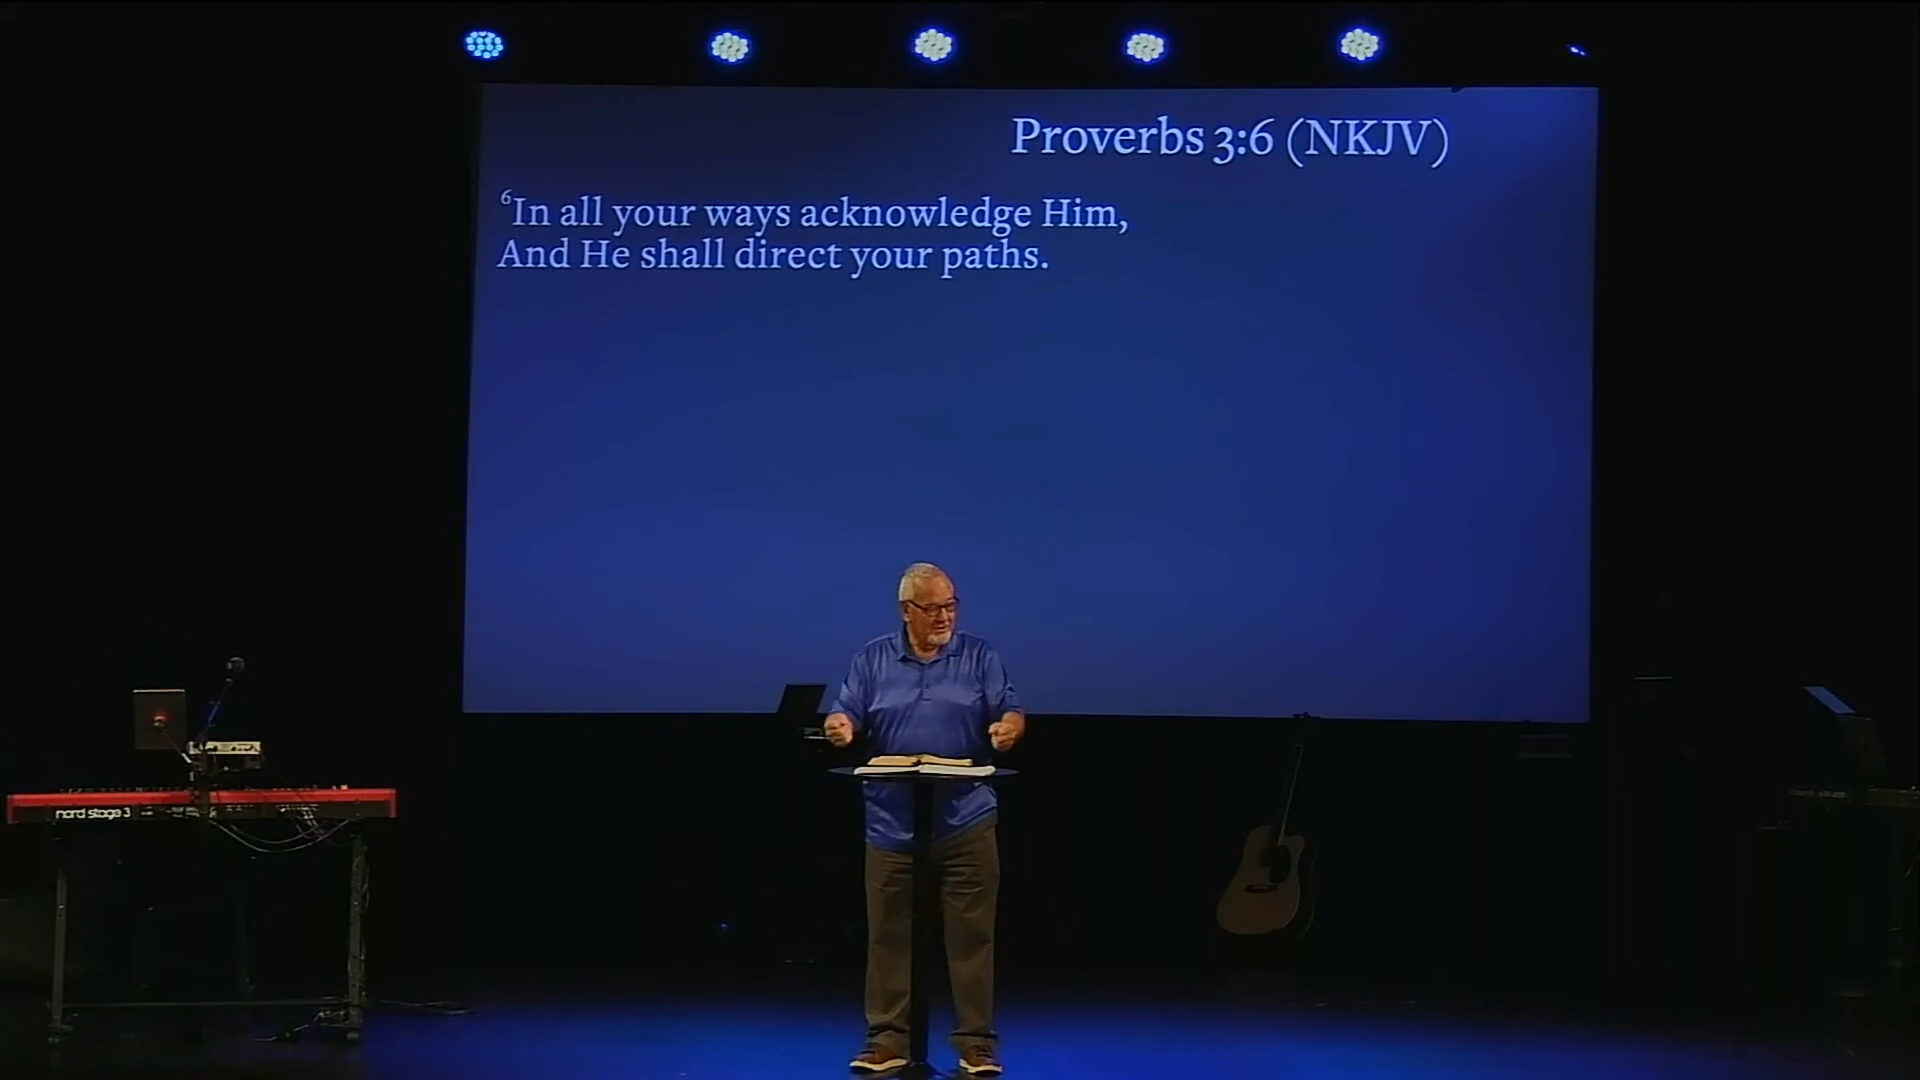 Proverbs 3:6 (NKJV)
⁶In all your ways acknowledge Him,
And He shall direct your paths.
nord stage 3